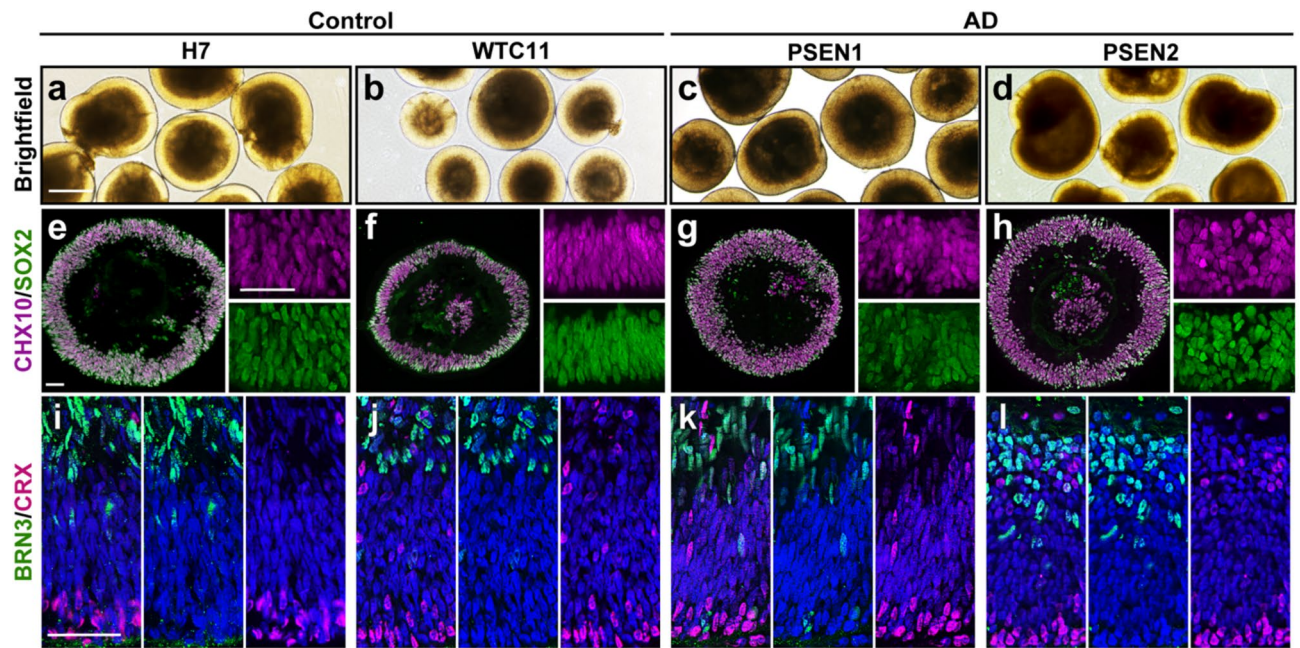 Control AD
H7 WTC11 PSEN1 PSEN2
Brightfield
a b c d
CHX10/SOX2
e f g h
BRN3/CRX
i j k l